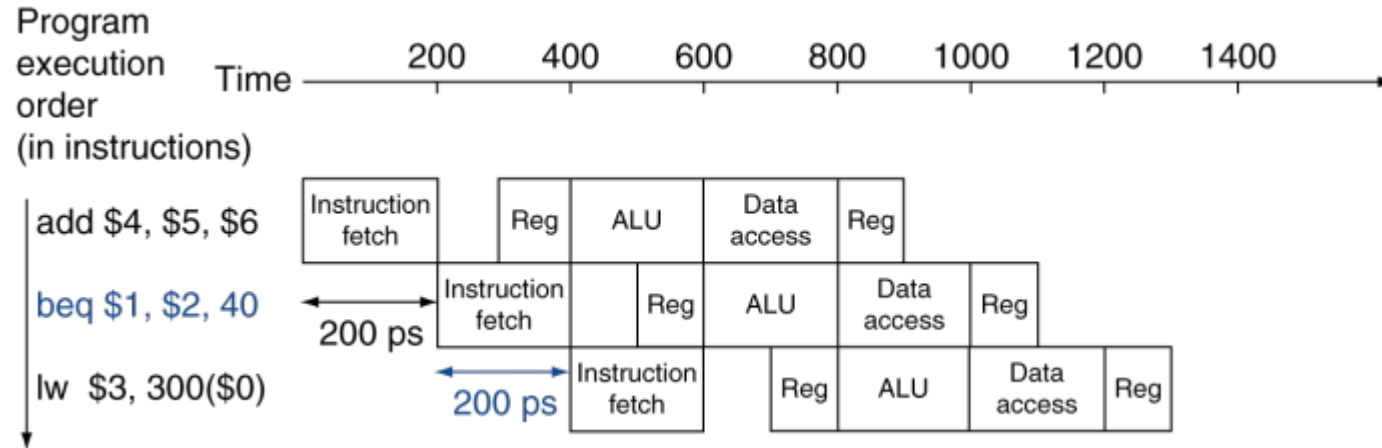 Program
execution
order
(in instructions)
Time
200 400 600 800 1000 1200 1400
add $4, $5, $6
Instruction
fetch
Reg
ALU
Data
access
Reg
beq $1, $2, 40
200 ps
Instruction
fetch
Reg
ALU
Data
access
Reg
lw $3, 300($0)
200 ps
Instruction
fetch
Reg
ALU
Data
access
Reg